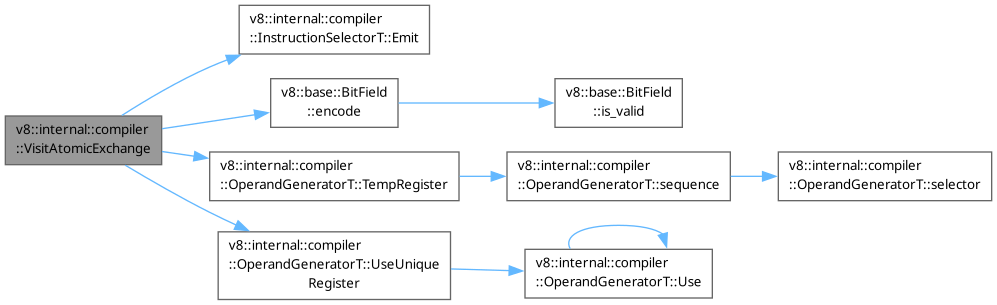 v8::internal::compiler
::VisitAtomicExchange
v8::internal::compiler
::InstructionSelectorT::Emit
v8::base::BitField
::encode
v8::base::BitField
::is_valid
v8::internal::compiler
::OperandGeneratorT::TempRegister
v8::internal::compiler
::OperandGeneratorT::sequence
v8::internal::compiler
::OperandGeneratorT::selector
v8::internal::compiler
::OperandGeneratorT::UseUnique
Register
v8::internal::compiler
::OperandGeneratorT::Use